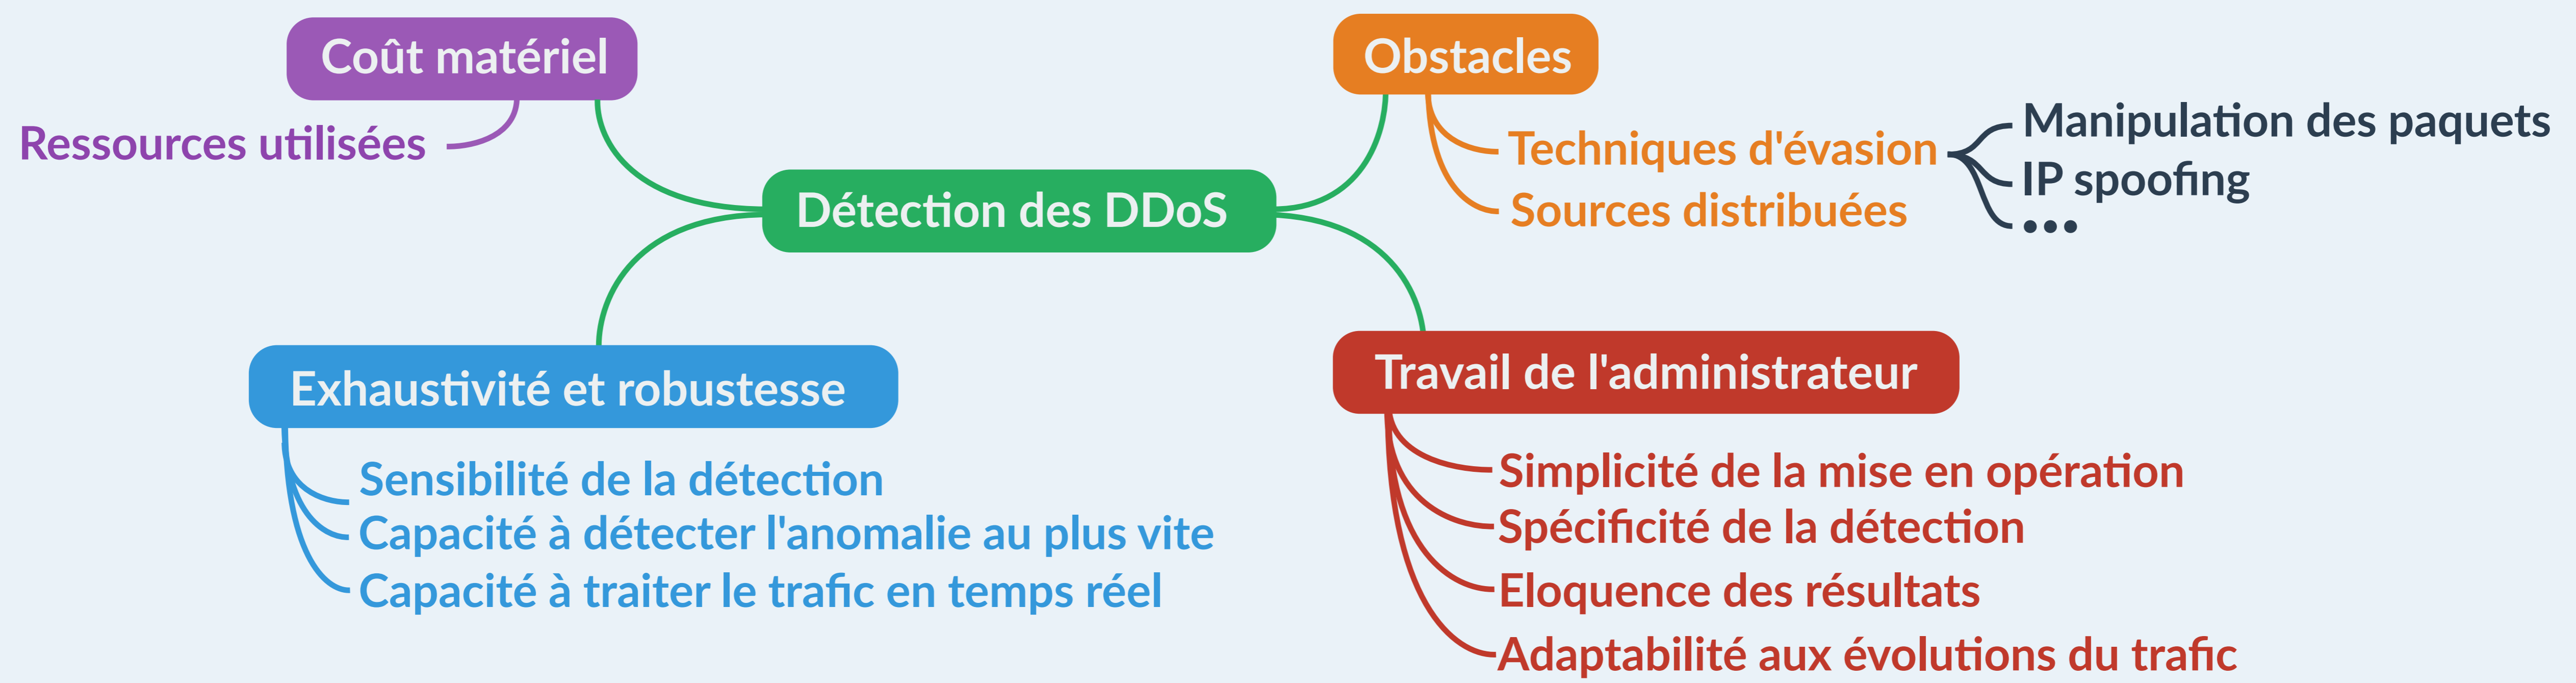 Coût matériel
Ressources utilisées
Obstacles
Techniques d'évasion
Sources distribuées
Manipulation des paquets
IP spoofing
•••
Détection des DDoS
Exhaustivité et robustesse
Sensibilité de la détection
Capacité à détecter l'anomalie au plus vite
Capacité à traiter le trafic en temps réel
Travail de l'administrateur
Simplicité de la mise en opération
Spécificité de la détection
Eloquence des résultats
Adaptabilité aux évolutions du trafic